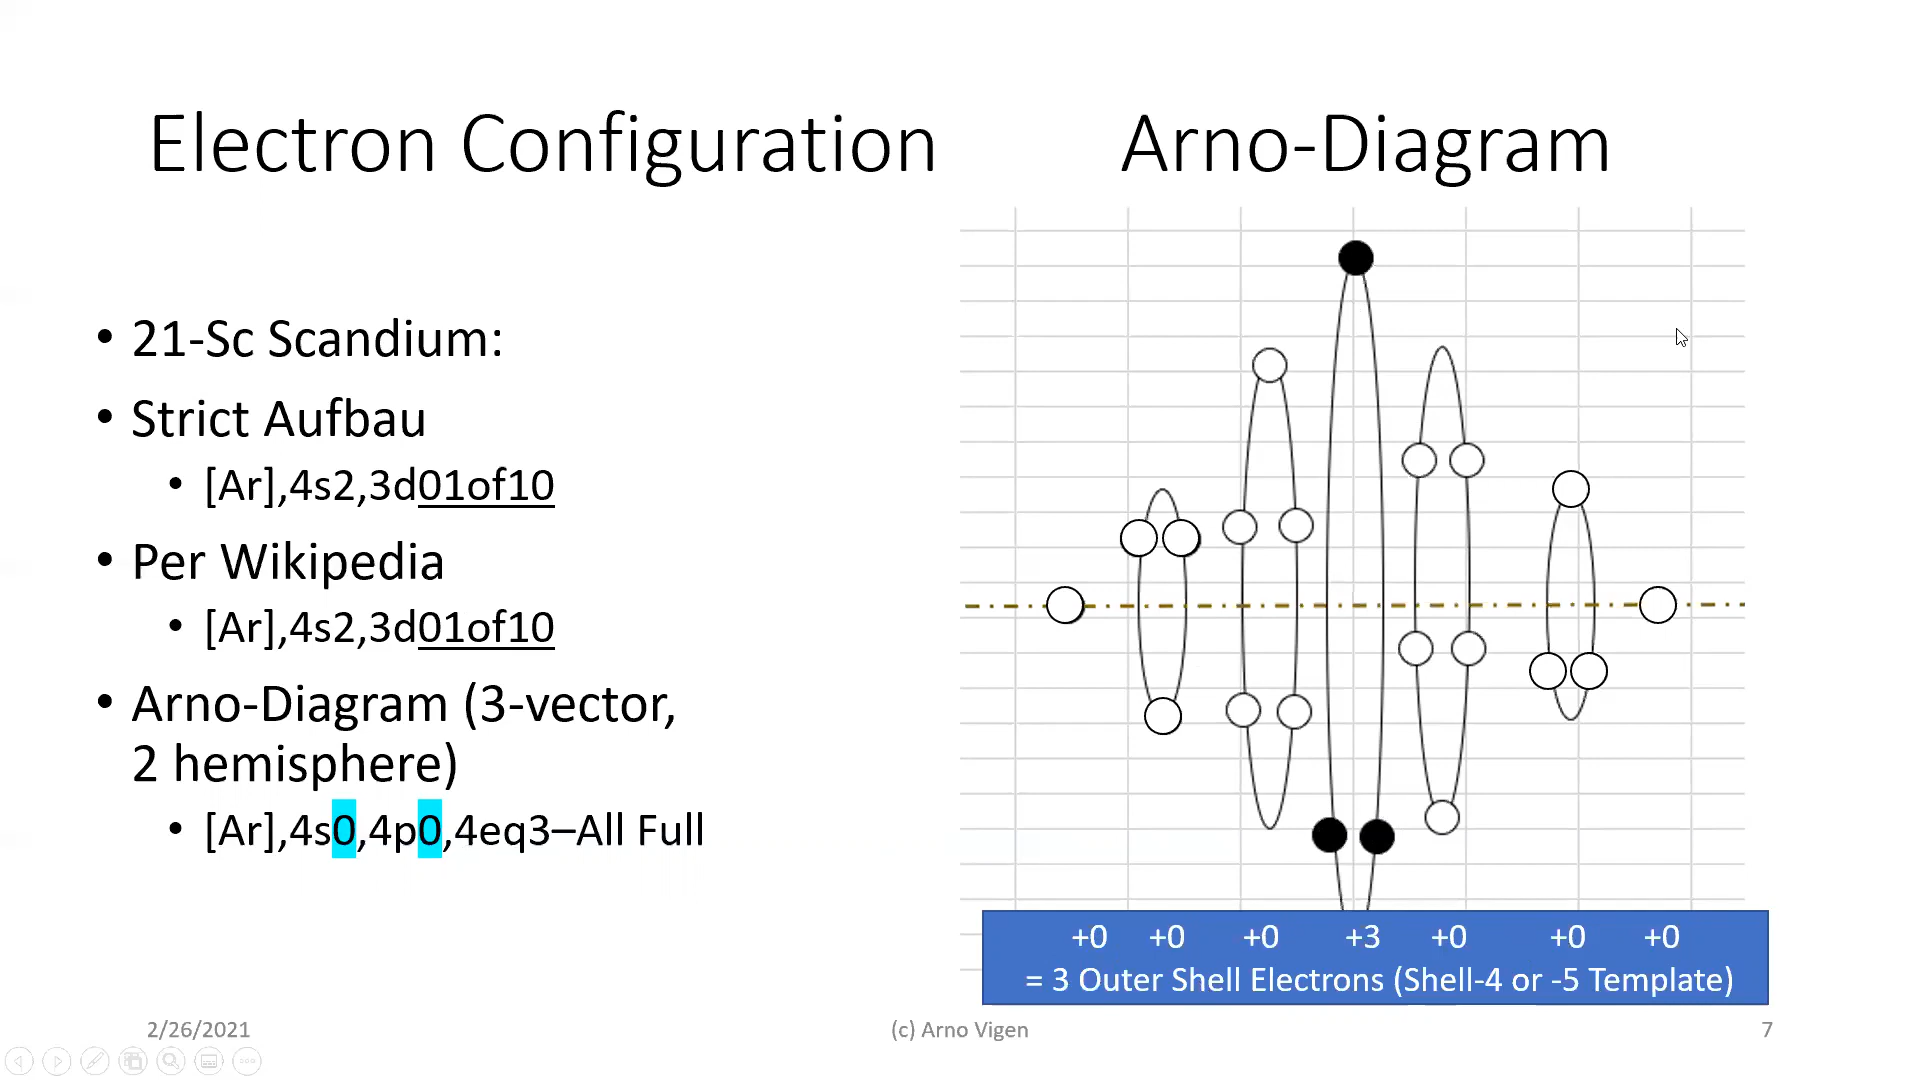 Electron Configuration
Arno-Diagram
• 21-Sc Scandium:
• Strict Aufbau
• [Ar],4s2,3d01of10
• Per Wikipedia
• [Ar],4s2,3d01of10
• Arno-Diagram (3-vector,
2 hemisphere)
• [Ar],4s0,4p0,4eq3–All Full
+0 +0 +0 +3 +0 +0 +0
= 3 Outer Shell Electrons (Shell-4 or -5 Template)
2/26/2021
(c) Arno Vigen
7